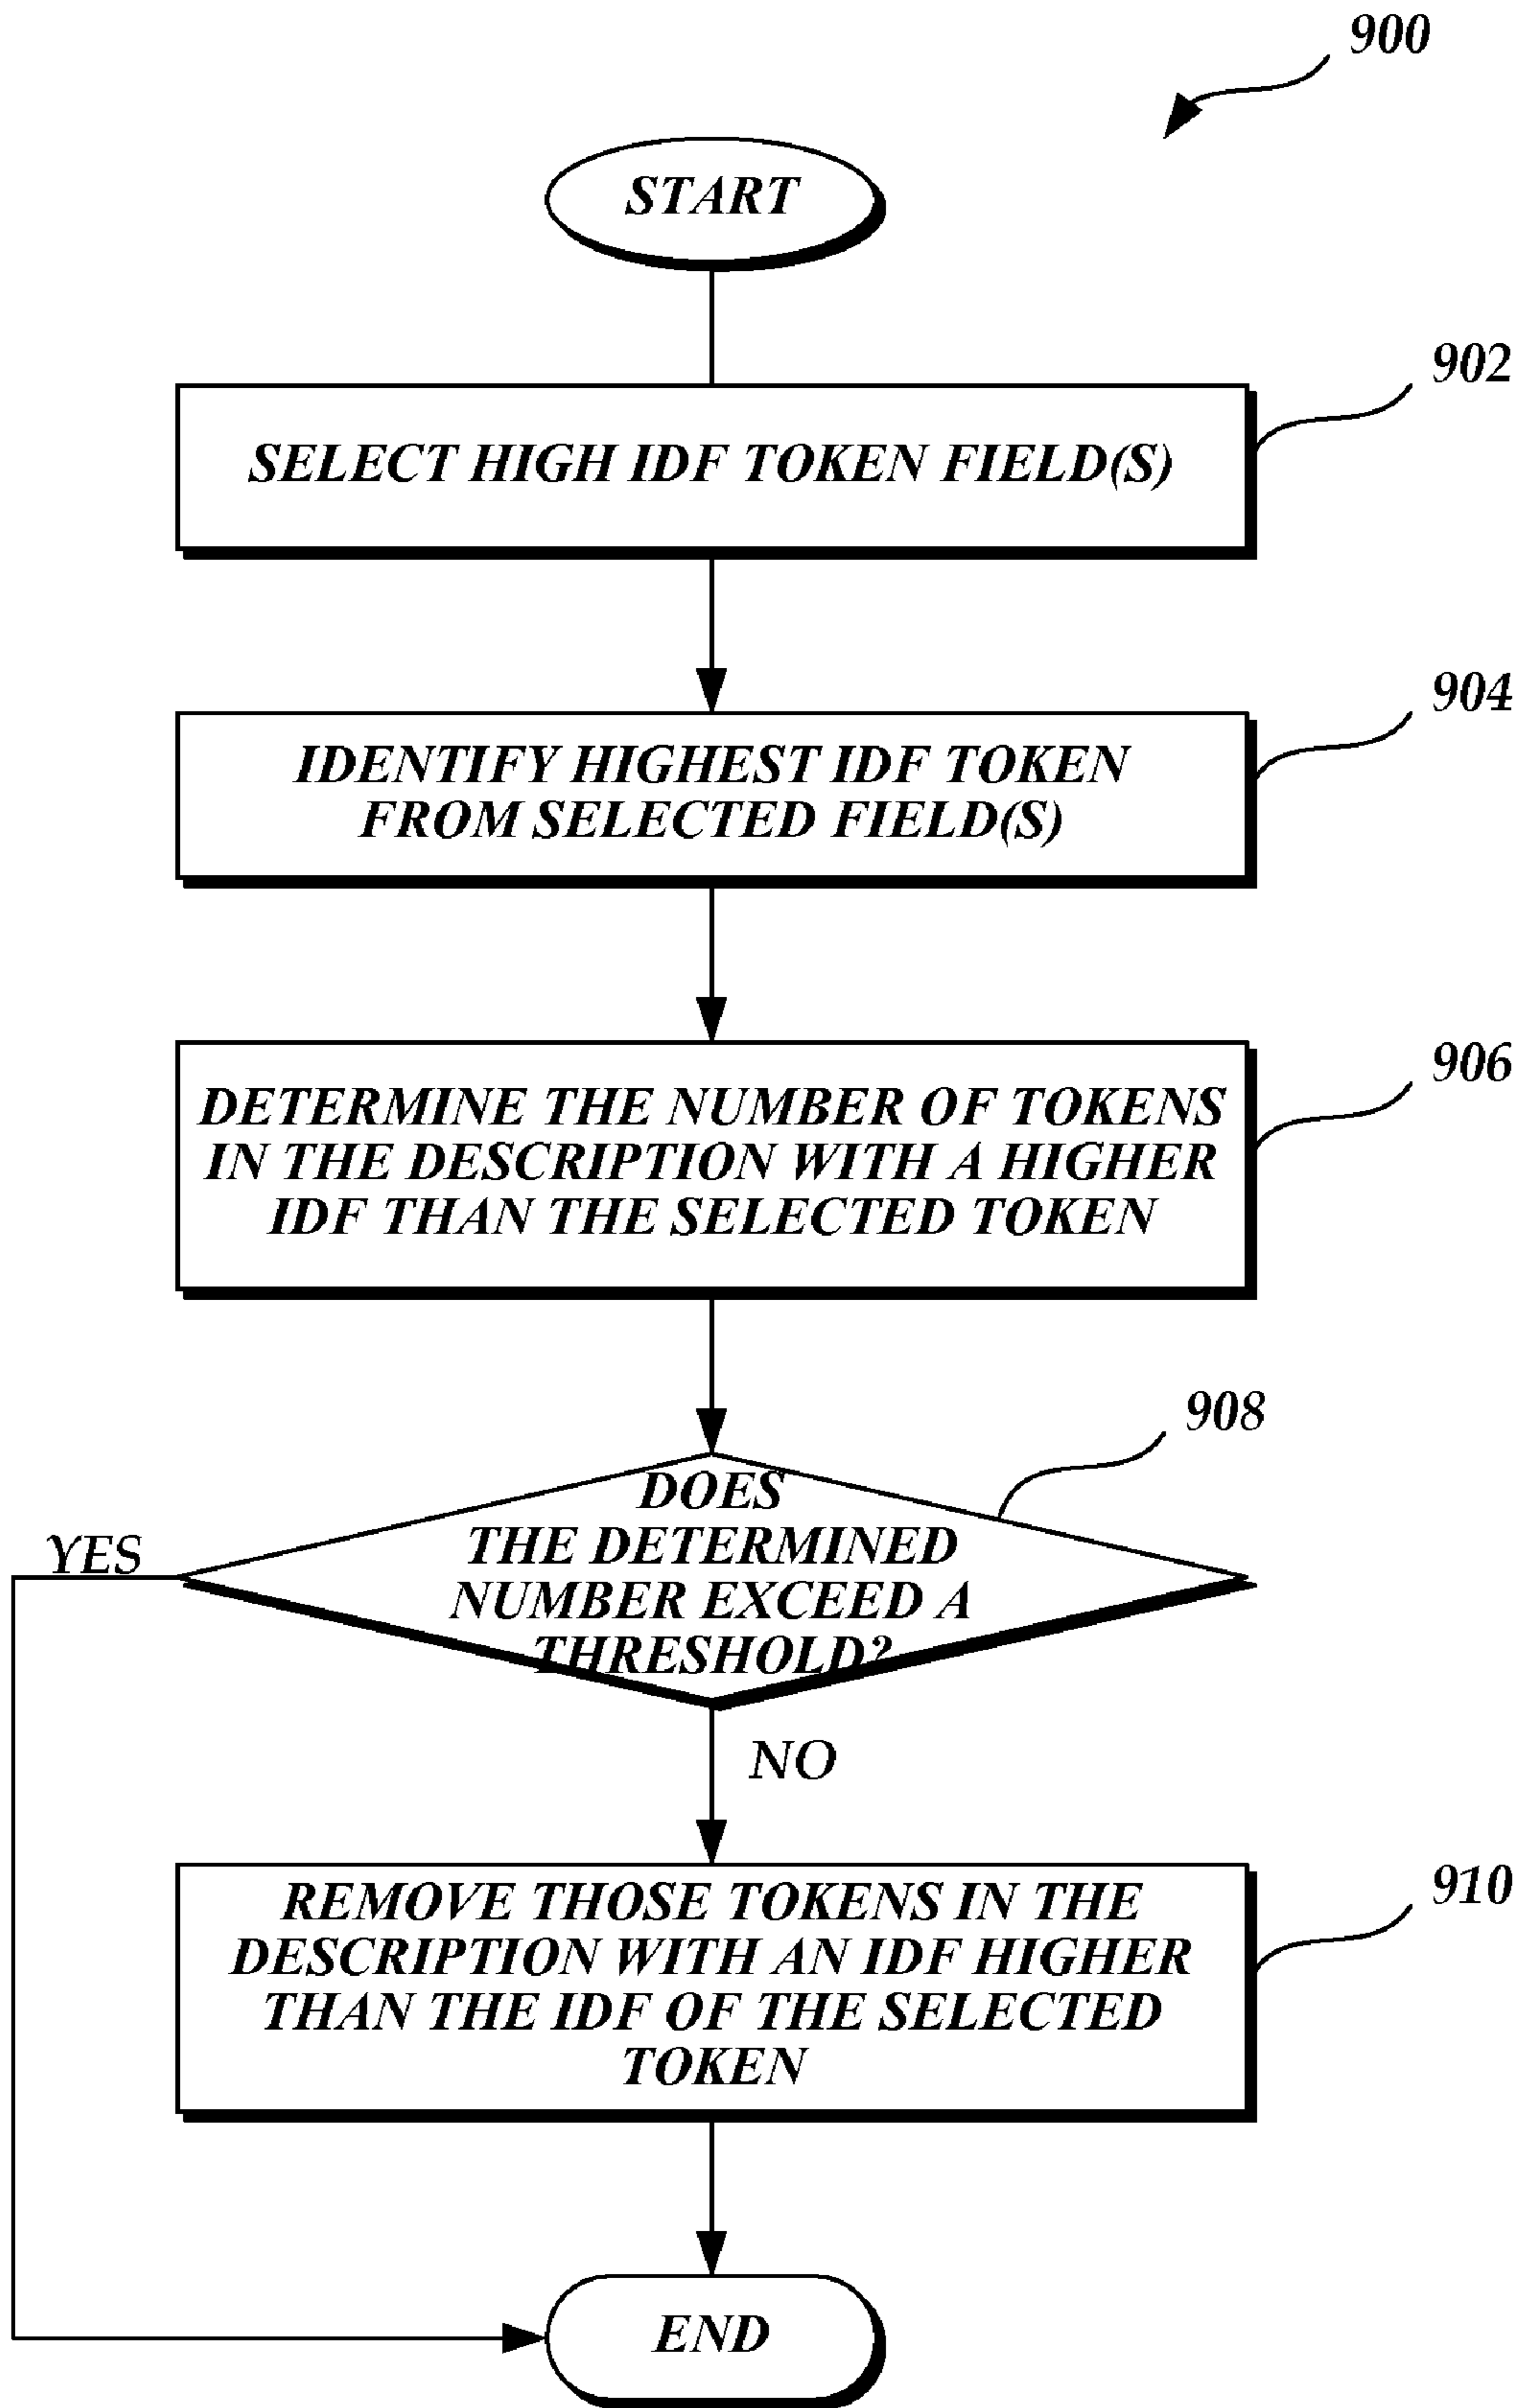 900
START
902
SELECT HIGH IDF TOKEN FIELD(S)
904
IDENTIFY HIGHEST IDF TOKEN
FROM SELECTED FIELD(S)
906
DETERMINE THE NUMBER OF TOKENS
IN THE DESCRIPTION WITH A HIGHER
IDF THAN THE SELECTED TOKEN
908
DOES
THE DETERMINED
NUMBER EXCEED A
THRESHOLD?
YES
NO
910
REMOVE THOSE TOKENS IN THE
DESCRIPTION WITH AN IDF HIGHER
THAN THE IDF OF THE SELECTED
TOKEN
END